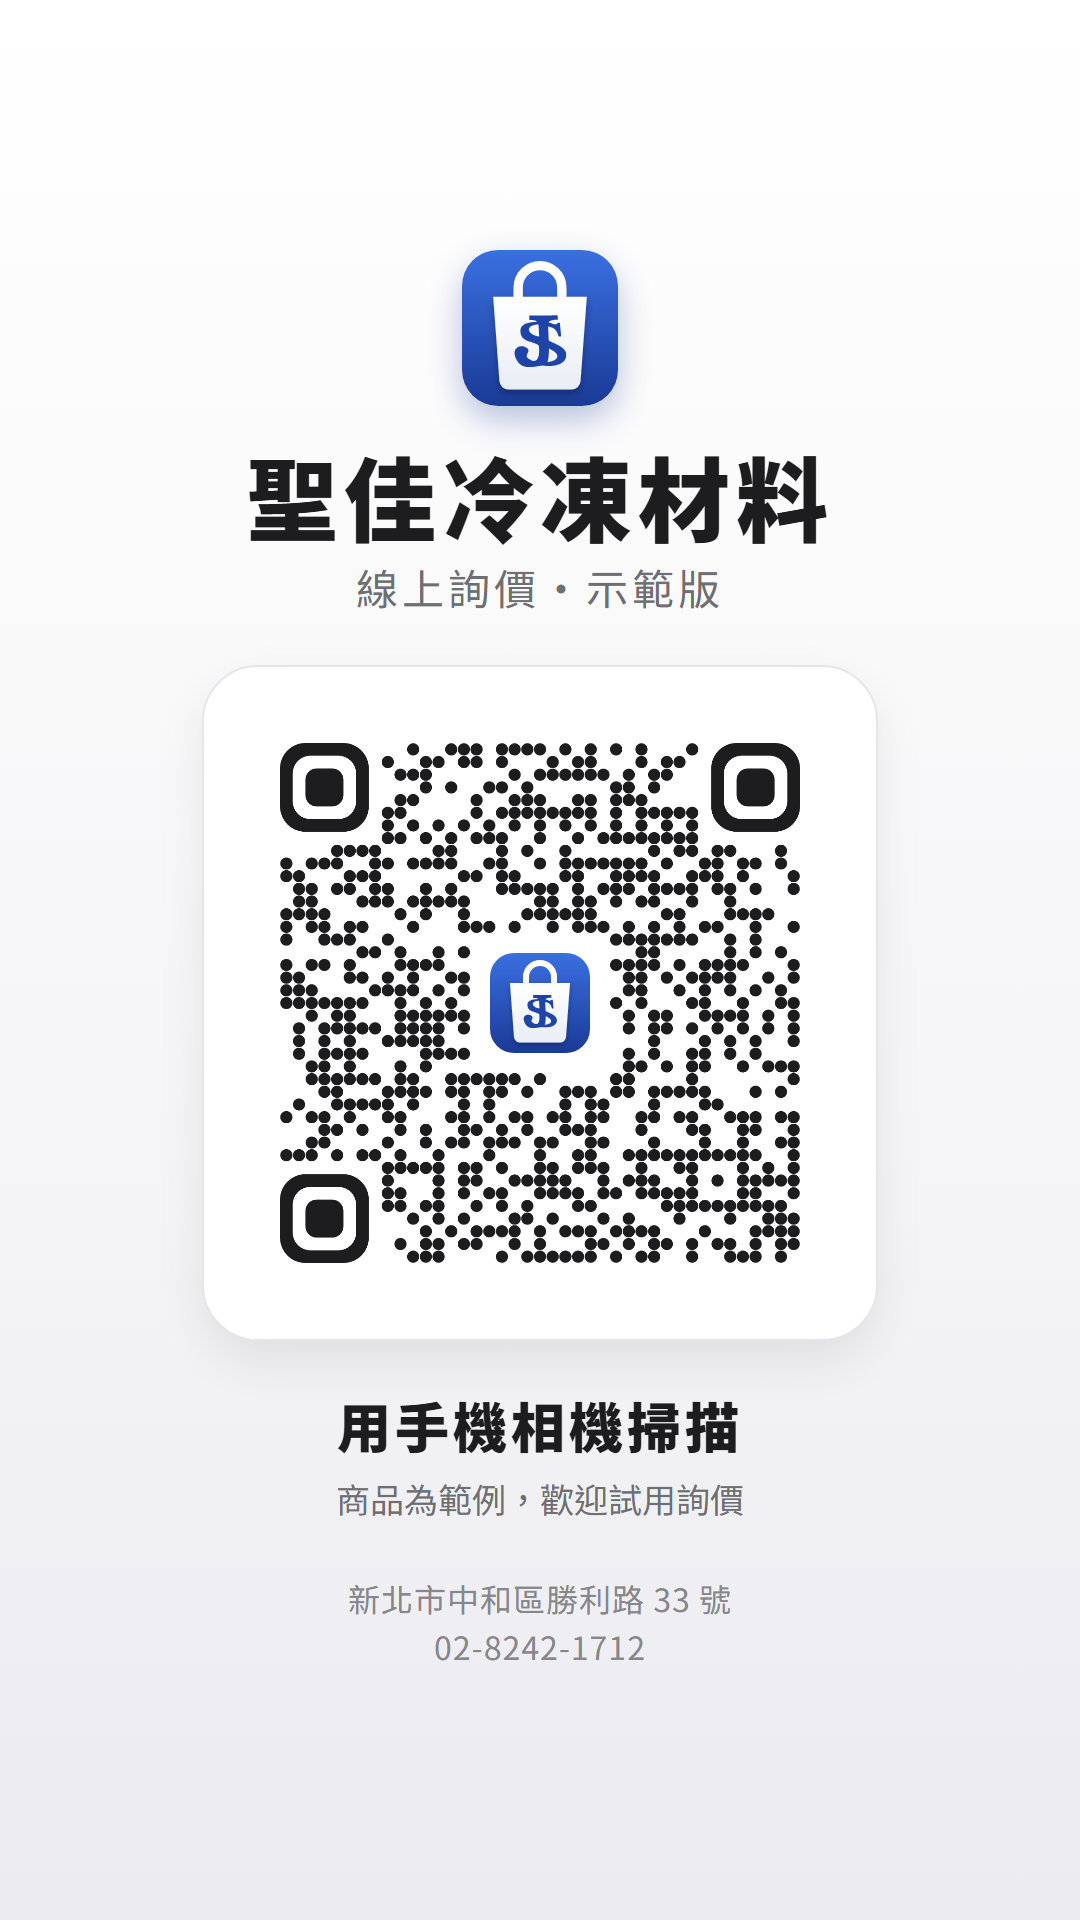 聖佳冷凍材料
線上詢價・示範版
用手機相機掃描
商品為範例，歡迎試用詢價
新北市中和區勝利路 33 號
02-8242-1712